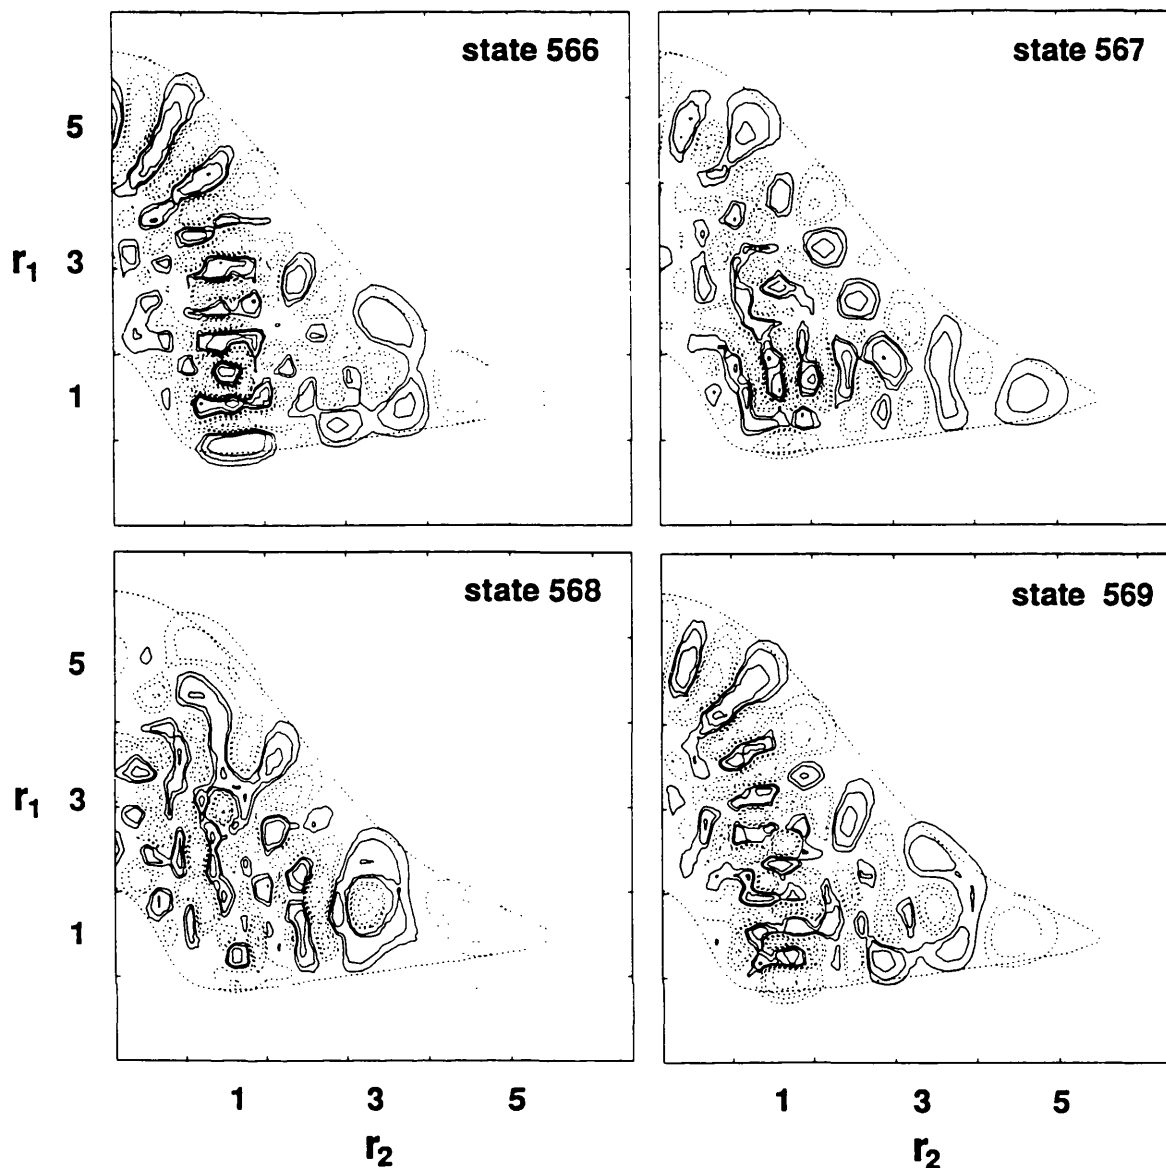 state 566
state 567
5
r₁ 3
1
state 568
state 569
5
r₁ 3
1
1 3 5 1 3 5
r₂ r₂